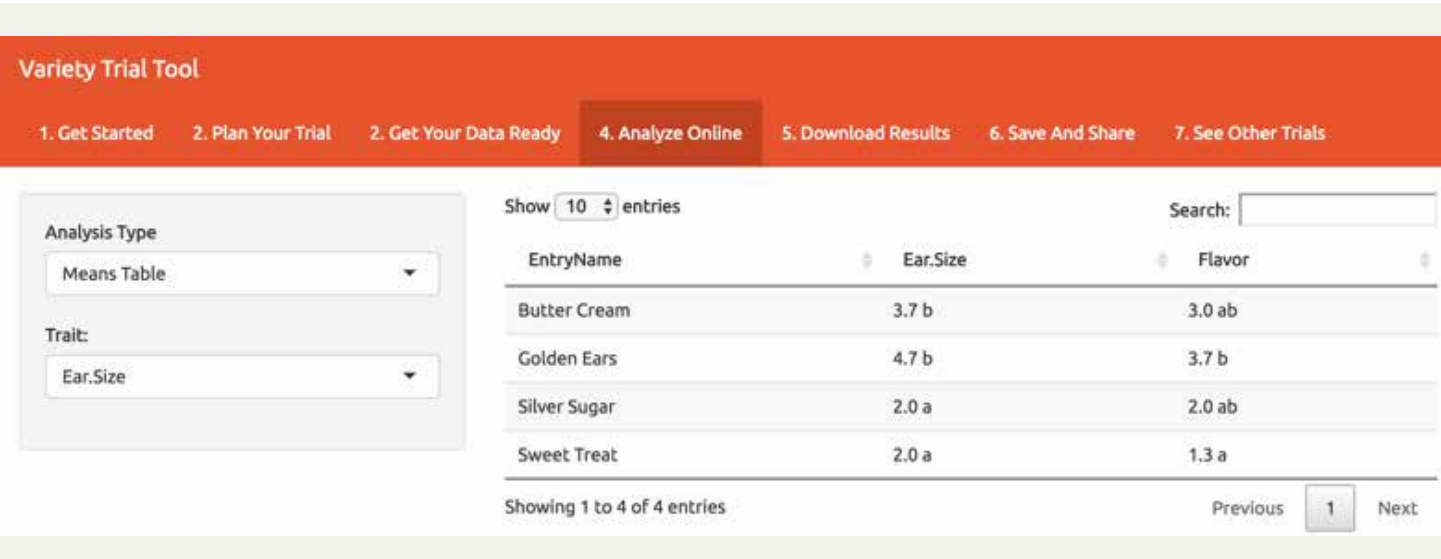 Variety Trial Tool
1. Get Started 2. Plan Your Trial 2. Get Your Data Ready 4. Analyze Online 5. Download Results 6. Save And Share 7. See Other Trials
Analysis Type
Means Table
Trait:
Ear.Size
Show 10 entries
Search:
EntryName Ear.Size Flavor
Butter Cream 3.7 b 3.0 ab
Golden Ears 4.7 b 3.7 b
Silver Sugar 2.0 a 2.0 ab
Sweet Treat 2.0 a 1.3 a
Showing 1 to 4 of 4 entries
Previous 1 Next